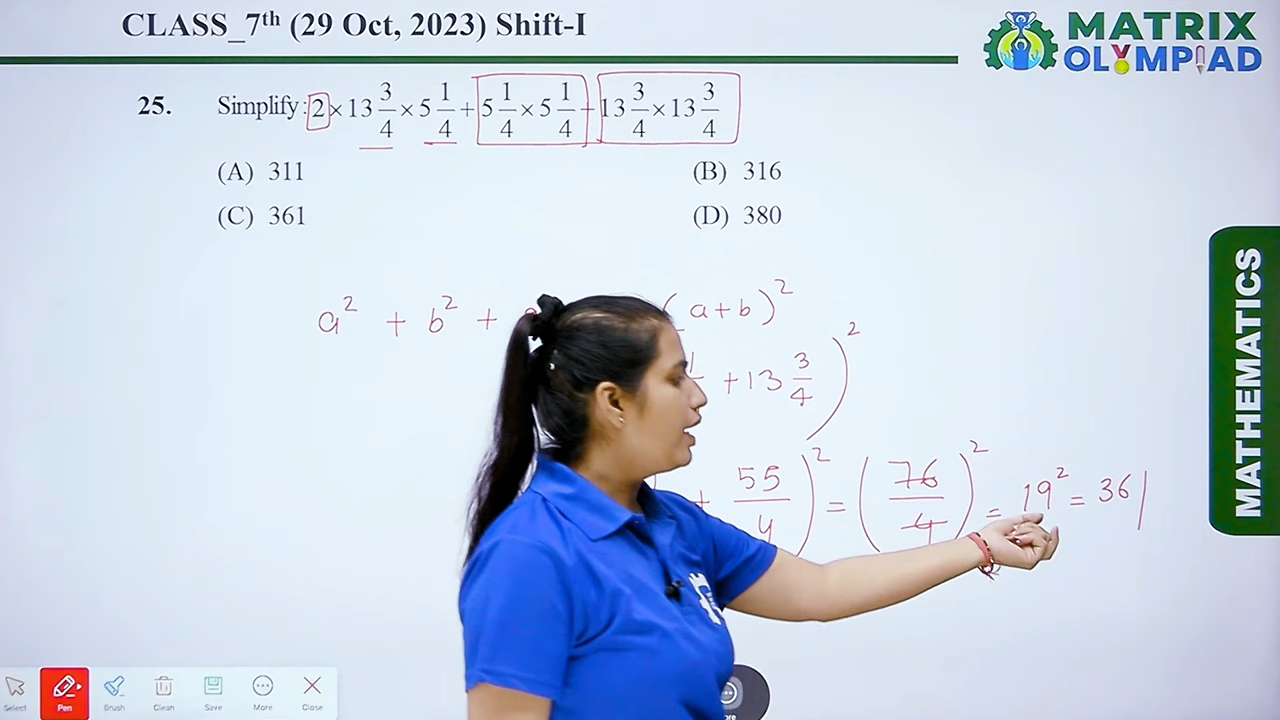 CLASS_7th (29 Oct, 2023) Shift-I
MATRIX
OLYMPIAD
25. Simplify: 2 × 13 3/4 × 5 1/4 + 5 1/4 × 5 1/4 + 13 3/4 × 13 3/4
(A) 311
(B) 316
(C) 361
(D) 380
MATHEMATICS
a² + b² + (a+b)²
+ 13 3/4)²
+ 55/4)² = (76/4)² = 19² = 361
Select
Pen
Brush
Clean
Save
More
Close